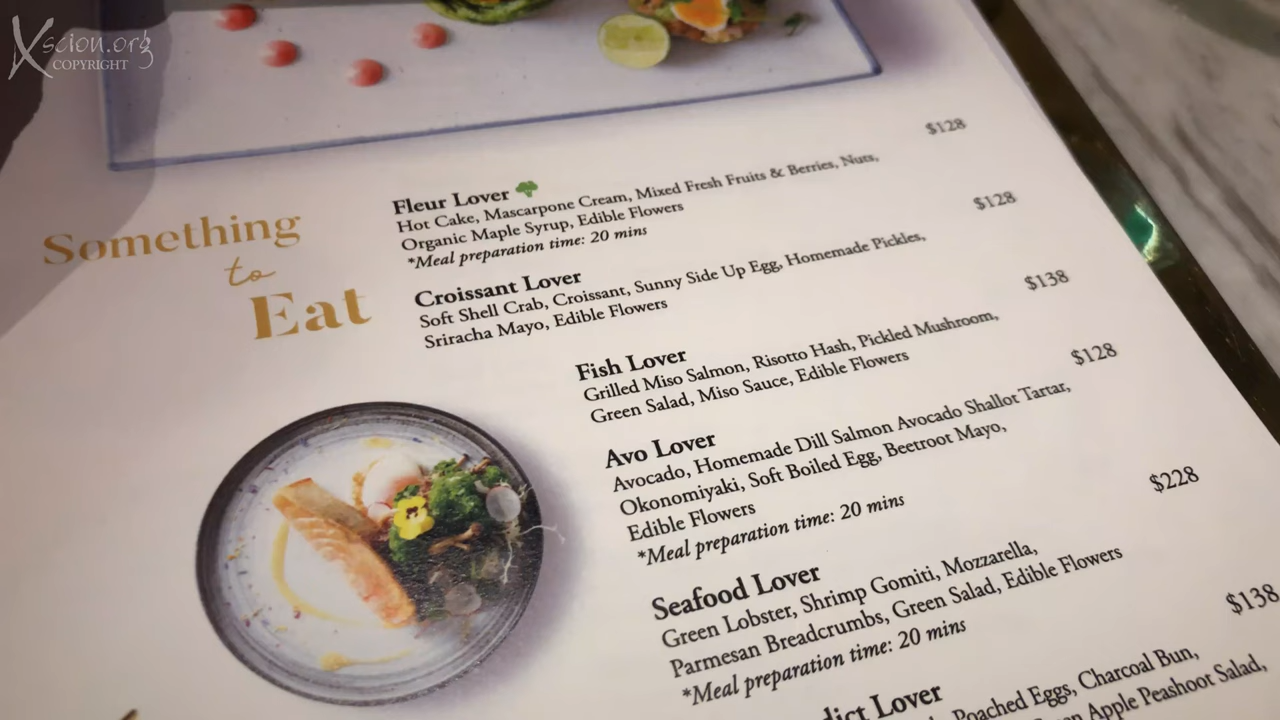 Xscion.org
COPYRIGHT
Something
to
Eat
Fleur Lover
$128
Hot Cake, Mascarpone Cream, Mixed Fresh Fruits & Berries, Nuts,
Organic Maple Syrup, Edible Flowers
*Meal preparation time: 20 mins
Croissant Lover
$128
Soft Shell Crab, Croissant, Sunny Side Up Egg, Homemade Pickles,
Sriracha Mayo, Edible Flowers
Fish Lover
$138
Grilled Miso Salmon, Risotto Hash, Pickled Mushroom,
Green Salad, Miso Sauce, Edible Flowers
Avo Lover
$128
Avocado, Homemade Dill Salmon Avocado Shallot Tartar,
Okonomiyaki, Soft Boiled Egg, Beetroot Mayo,
Edible Flowers
*Meal preparation time: 20 mins
Seafood Lover
$228
Green Lobster, Shrimp Gomiti, Mozzarella,
Parmesan Breadcrumbs, Green Salad, Edible Flowers
*Meal preparation time: 20 mins
Lover
$138
Poached Eggs, Charcoal Bun,
Apple Peashoot Salad,